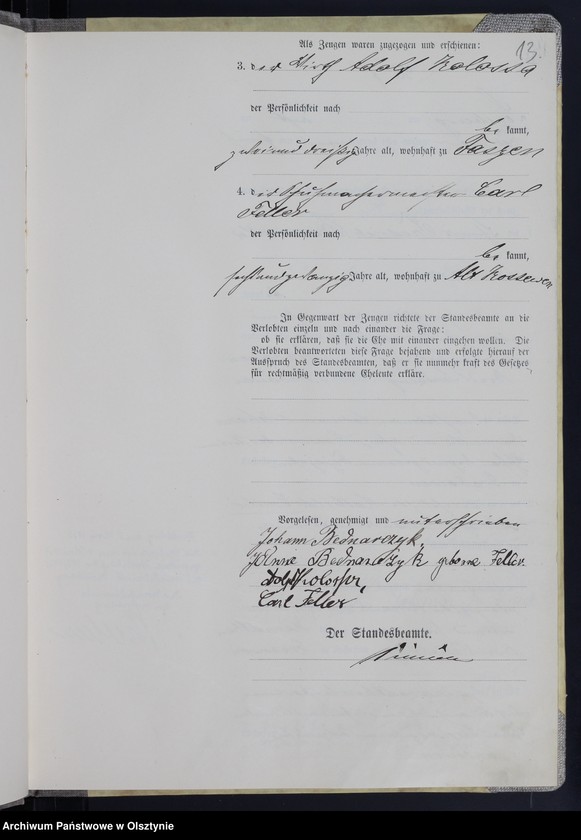 13.
Als Zeugen waren zugezogen und erschienen:
3. der Wirth Adolf Kolossa
der Persönlichkeit nach
be kannt,
zweiunddreißig Jahre alt, wohnhaft zu Faszen
4. der Schuhmachermeister Carl
Feller
der Persönlichkeit nach
be kannt,
sechsundzwanzig Jahre alt, wohnhaft zu Alt Kossewen
In Gegenwart der Zeugen richtete der Standesbeamte an die
Verlobten einzeln und nach einander die Frage:
ob sie erklären, daß sie die Ehe mit einander eingehen wollen. Die
Verlobten beantworteten diese Frage bejahend und erfolgte hierauf der
Ausspruch des Standesbeamten, daß er sie nunmehr kraft des Gesetzes
für rechtmäßig verbundene Eheleute erkläre.
Vorgelesen, genehmigt und unterschrieben
Johann Bednarczyk,
Bednarczyk geborne Feller.
Adolf Kolossa,
Carl Feller
Der Standesbeamte.
Archiwum Państwowe w Olsztynie